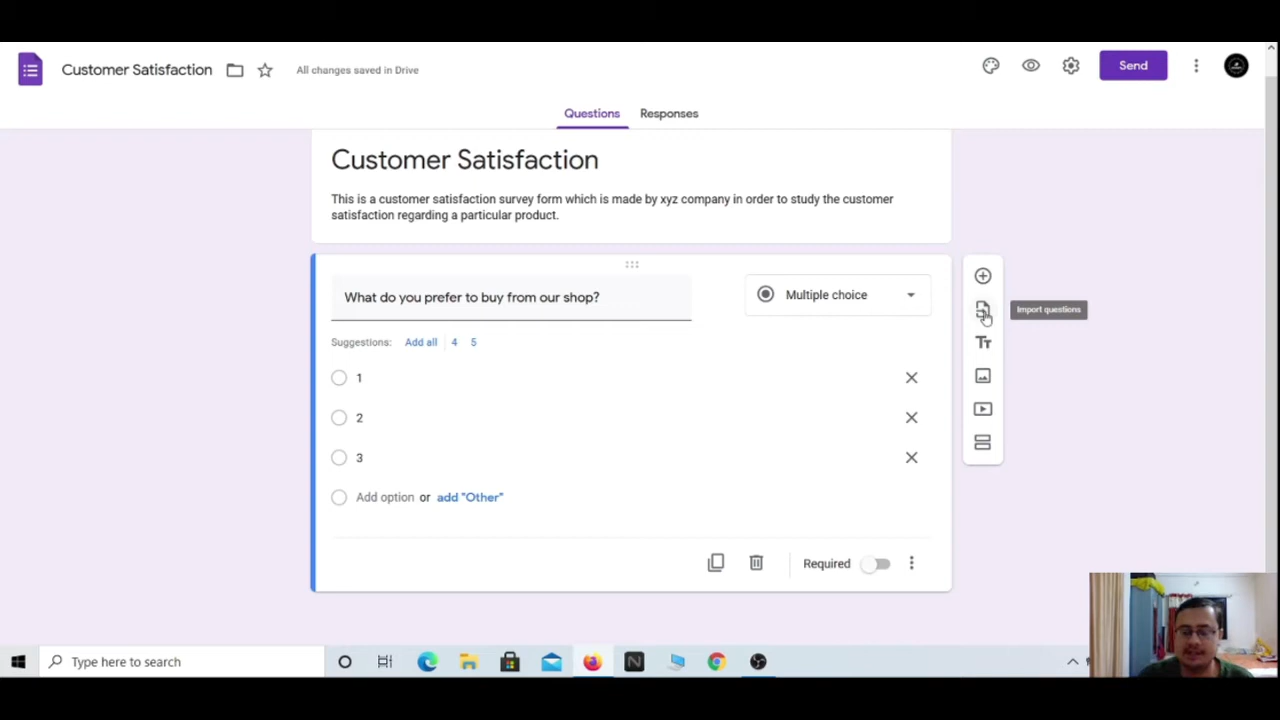 Customer Satisfaction
All changes saved in Drive
Send
Questions
Responses
Customer Satisfaction
This is a customer satisfaction survey form which is made by xyz company in order to study the customer
satisfaction regarding a particular product.
What do you prefer to buy from our shop?
Multiple choice
Import questions
Suggestions: Add all 4 5
1
2
3
Add option or add "Other"
Required
Type here to search